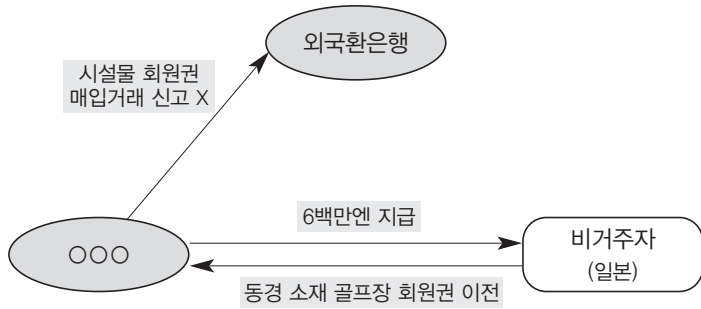 외국환은행
시설물 회원권
매입거래 신고 X
6백만엔 지급
○○○
비거주자
(일본)
동경 소재 골프장 회원권 이전